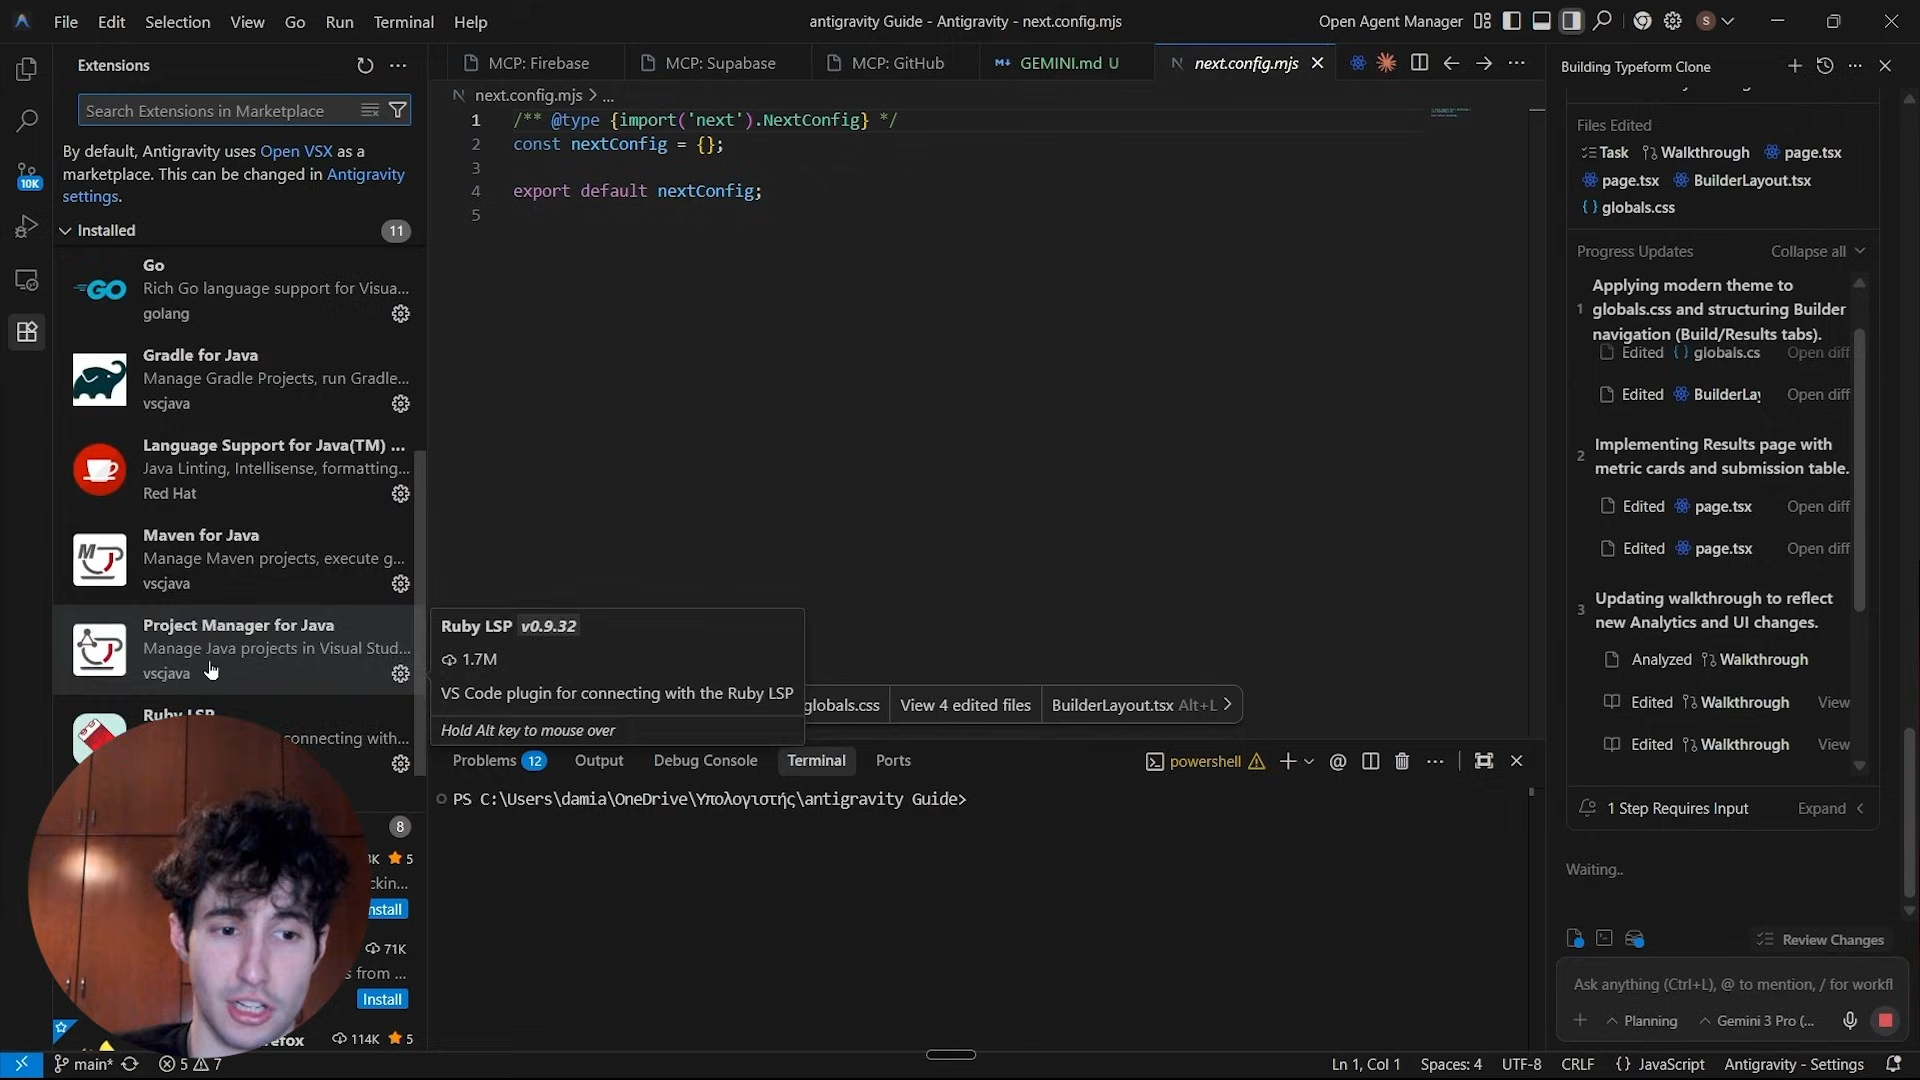 File Edit Selection View Go Run Terminal Help
antigravity Guide - Antigravity - next.config.mjs
Open Agent Manager
S
Extensions
Search Extensions in Marketplace
By default, Antigravity uses Open VSX as a
marketplace. This can be changed in Antigravity
settings.
Installed 11
Go
Rich Go language support for Visua...
golang
Gradle for Java
Manage Gradle Projects, run Gradle...
vscjava
Language Support for Java(TM) ...
Java Linting, Intellisense, formatting...
Red Hat
Maven for Java
Manage Maven projects, execute g...
vscjava
Project Manager for Java
Manage Java projects in Visual Stud...
vscjava
Ruby LSP
connecting with...
8
5
Install
71K
s from ...
Install
114K 5
10K
MCP: Firebase
MCP: Supabase
MCP: GitHub
GEMINI.md U
next.config.mjs
next.config.mjs > ...
1 /** @type {import('next').NextConfig} */
2 const nextConfig = {};
3
4 export default nextConfig;
5
Ruby LSP v0.9.32
1.7M
VS Code plugin for connecting with the Ruby LSP
Hold Alt key to mouse over
globals.css View 4 edited files BuilderLayout.tsx Alt+L
Problems 12 Output Debug Console Terminal Ports
powershell
PS C:\Users\damia\OneDrive\Υπολογιστής\antigravity Guide>
Building Typeform Clone
Files Edited
Task Walkthrough page.tsx
page.tsx BuilderLayout.tsx
{ } globals.css
Progress Updates Collapse all
Applying modern theme to
1 globals.css and structuring Builder
navigation (Build/Results tabs).
Edited { } globals.cs Open diff
Edited BuilderLay Open diff
Implementing Results page with
2 metric cards and submission table.
Edited page.tsx Open diff
Edited page.tsx Open diff
Updating walkthrough to reflect
3 new Analytics and UI changes.
Analyzed Walkthrough
Edited Walkthrough View
Edited Walkthrough View
1 Step Requires Input Expand
Waiting..
Review Changes
Ask anything (Ctrl+L), @ to mention, / for workfl
Planning Gemini 3 Pro (...
main* 5 7
Ln 1, Col 1 Spaces: 4 UTF-8 CRLF { } JavaScript Antigravity - Settings